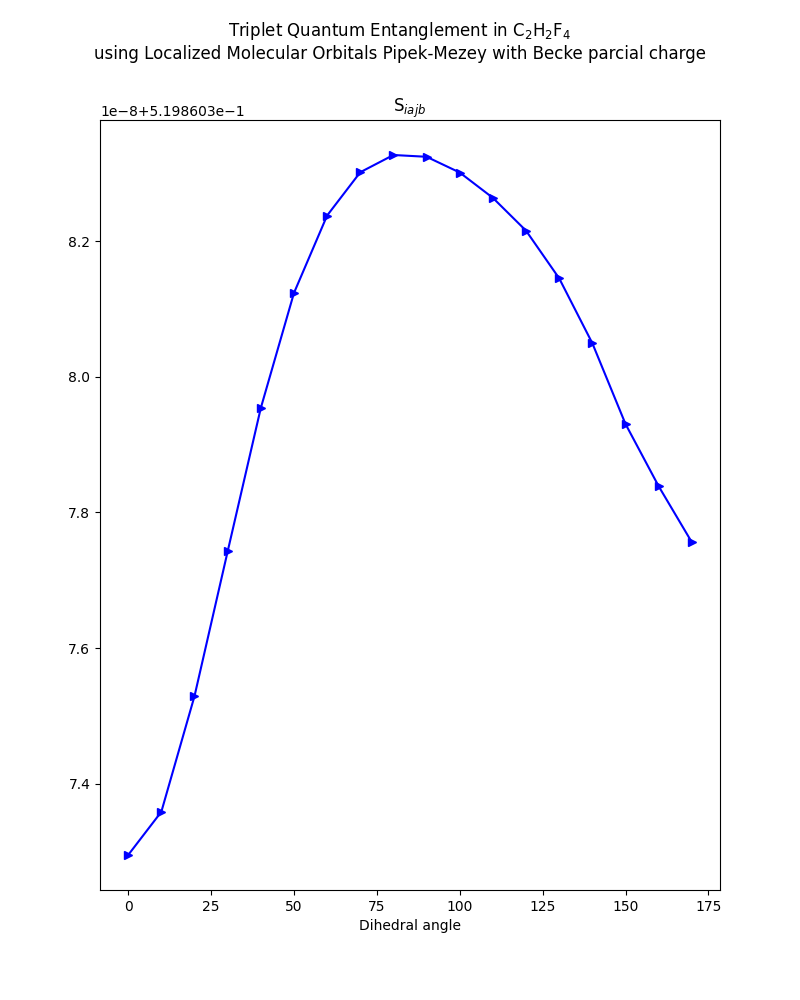 Triplet Quantum Entanglement in C₂H₂F₄
using Localized Molecular Orbitals Pipek-Mezey with Becke parcial charge
1e−8+5.198603e−1
S_{iajb}
8.2
8.0
7.8
7.6
7.4
0 25 50 75 100 125 150 175
Dihedral angle